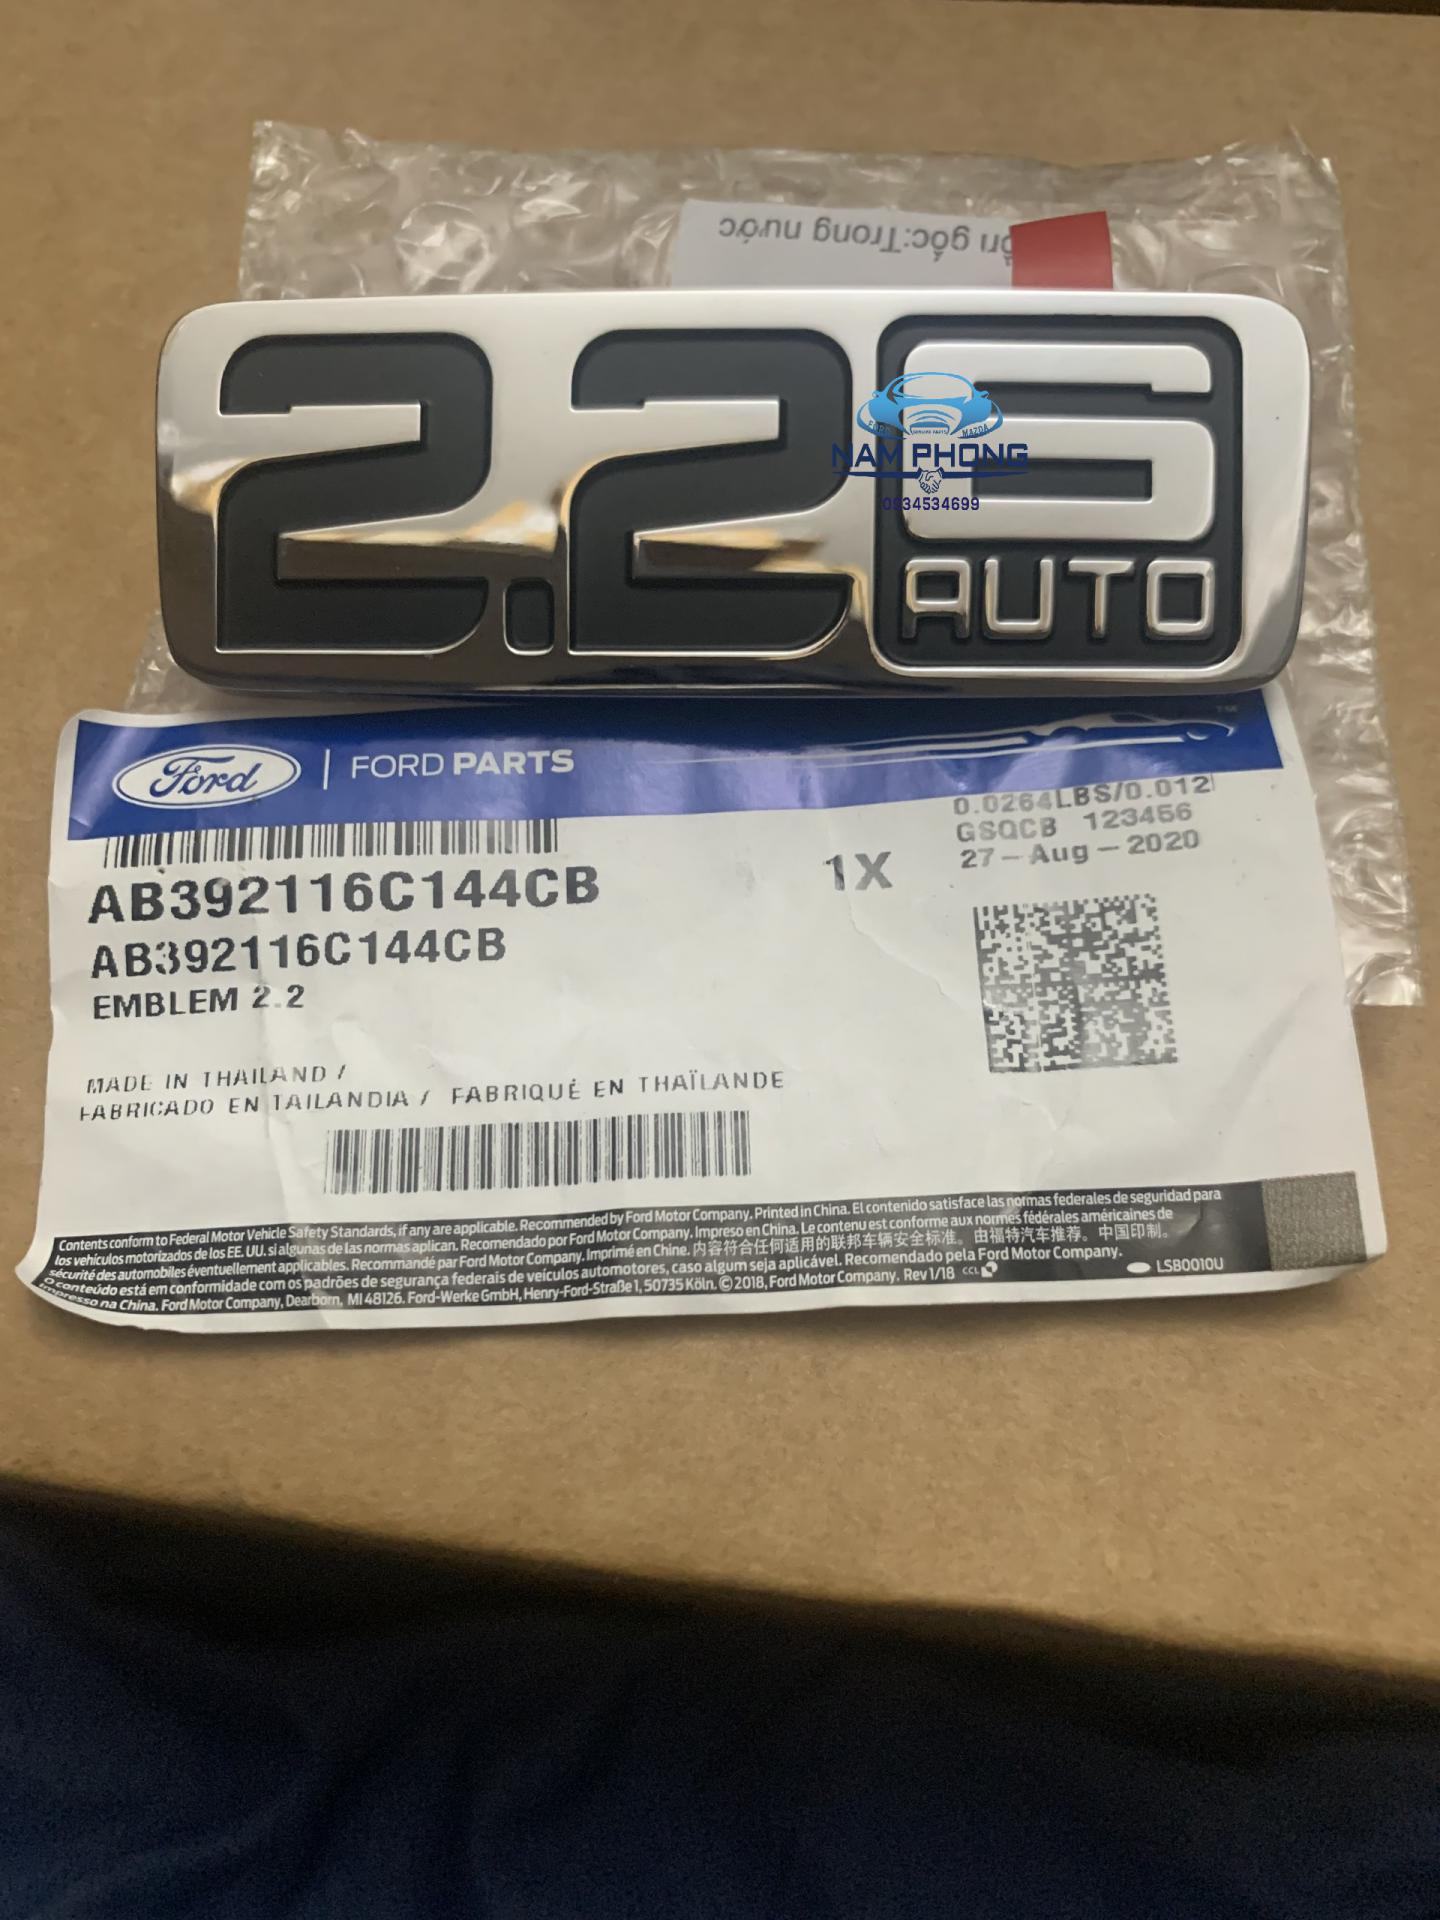 gốc:Trong nước
2.2
6
AUTO
FORD
GENUINE PARTS
MAZDA
NAM PHONG
0934534699
Ford
FORD PARTS
TM
0.0264LBS/0.012
GSQCB 123456
27-Aug-2020
AB392116C144CB
1X
AB392116C144CB
EMBLEM 2.2
MADE IN THAILAND /
FABRICADO EN TAILANDIA / FABRIQUÉ EN THAÏLANDE
Contents conform to Federal Motor Vehicle Safety Standards, if any are applicable. Recommended by Ford Motor Company. Printed in China. El contenido satisface las normas federales de seguridad para
los vehículos motorizados de los EE. UU. si algunas de las normas aplican. Recomendado por Ford Motor Company. Impreso en China. Le contenu est conforme aux normes fédérales américaines de
sécurité des automobiles éventuellement applicables. Recommandé par Ford Motor Company. Imprimé en Chine. 内容符合任何适用的联邦车辆安全标准。由福特汽车推荐。中国印制。
O conteúdo está em conformidade com os padrões de segurança federais de veículos automotores, caso algum seja aplicável. Recomendado pela Ford Motor Company.
Impresso na China. Ford Motor Company, Dearborn, MI 48126. Ford-Werke GmbH, Henry-Ford-Straße 1, 50735 Köln. © 2018, Ford Motor Company. Rev 1/18 CCL
LSB0010U